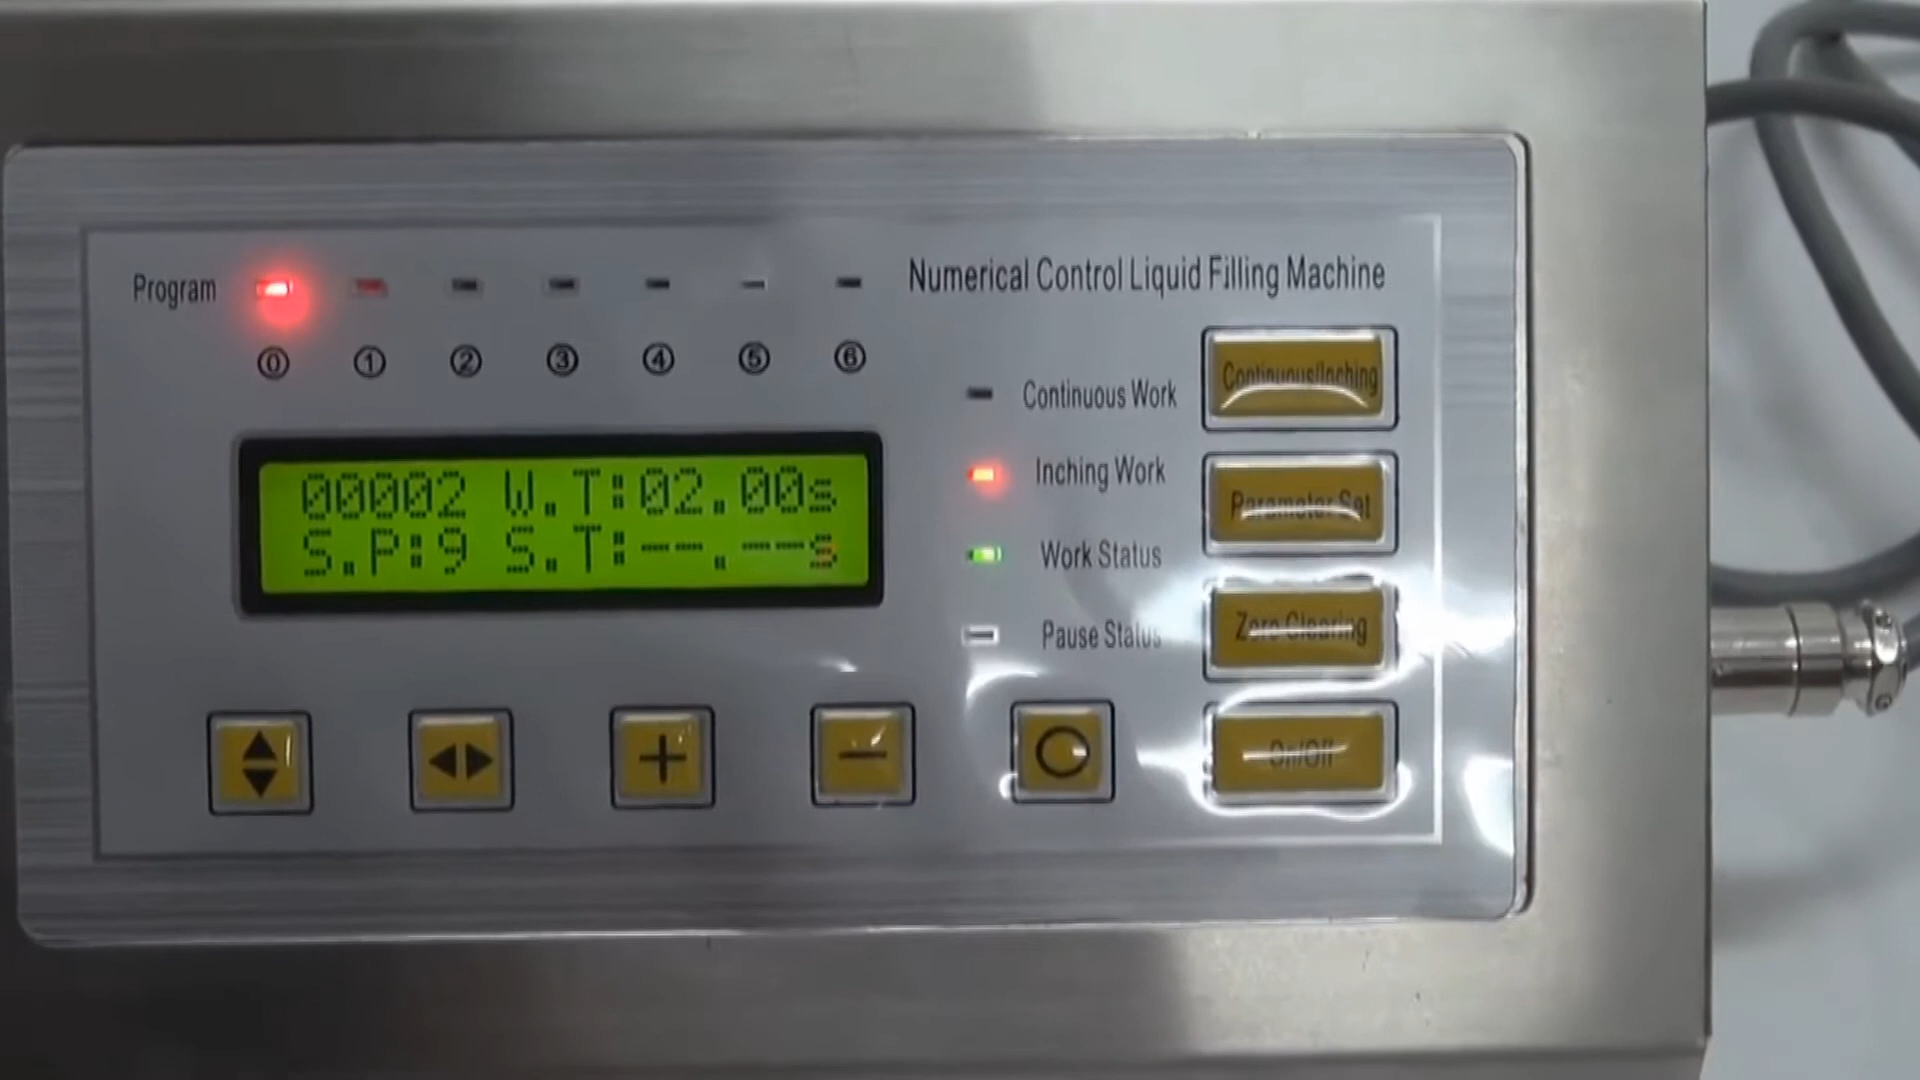 Program
⓪ ① ② ③ ④ ⑤ ⑥
Numerical Control Liquid Filling Machine
00002 W.T:02.00s
S.P:9 S.T:--.--s
Continuous Work
Inching Work
Work Status
Pause Status
Continuous/Inching
Parameter Set
Zero Clearing
On/Off